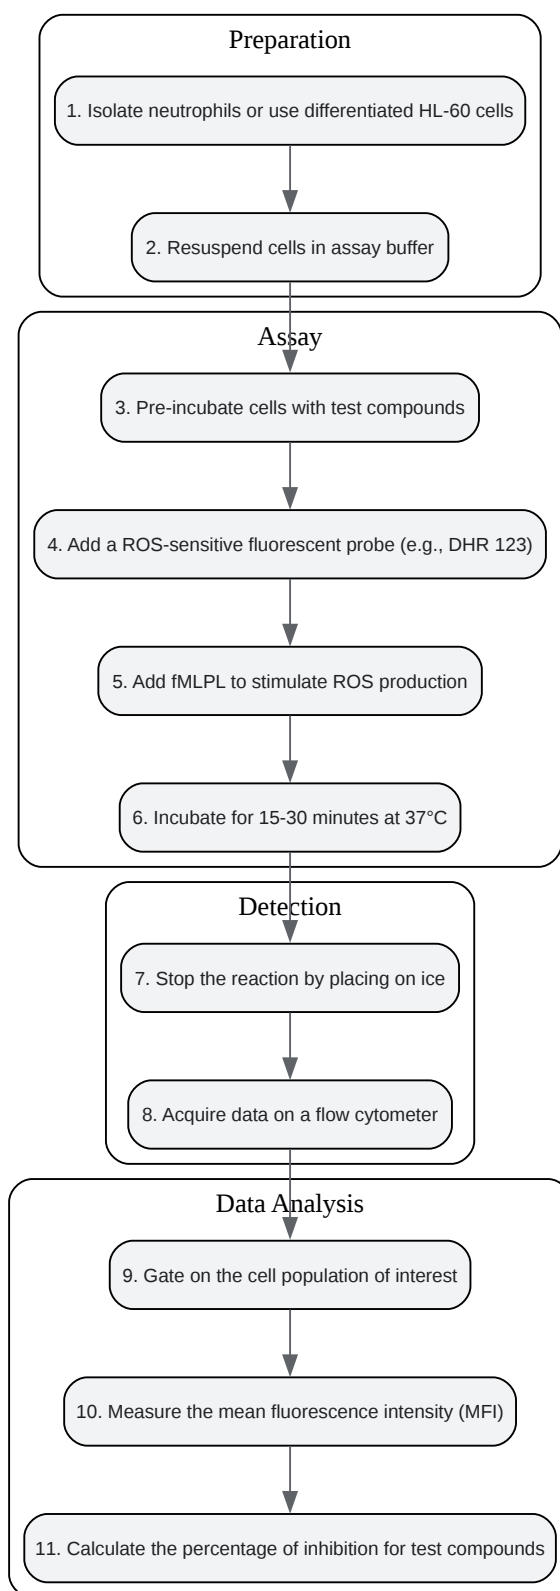 Preparation
1. Isolate neutrophils or use differentiated HL-60 cells
2. Resuspend cells in assay buffer
Assay
3. Pre-incubate cells with test compounds
4. Add a ROS-sensitive fluorescent probe (e.g., DHR 123)
5. Add fMLPL to stimulate ROS production
6. Incubate for 15-30 minutes at 37°C
Detection
7. Stop the reaction by placing on ice
8. Acquire data on a flow cytometer
Data Analysis
9. Gate on the cell population of interest
10. Measure the mean fluorescence intensity (MFI)
11. Calculate the percentage of inhibition for test compounds